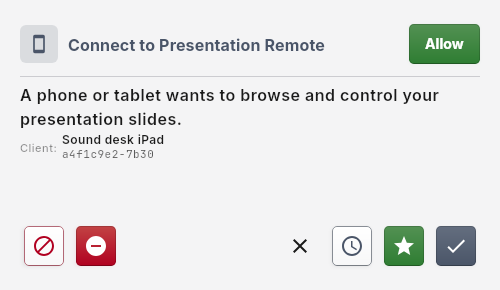 Connect to Presentation Remote
Allow
A phone or tablet wants to browse and control your
presentation slides.
Client: Sound desk iPad
a4f1c9e2-7b30